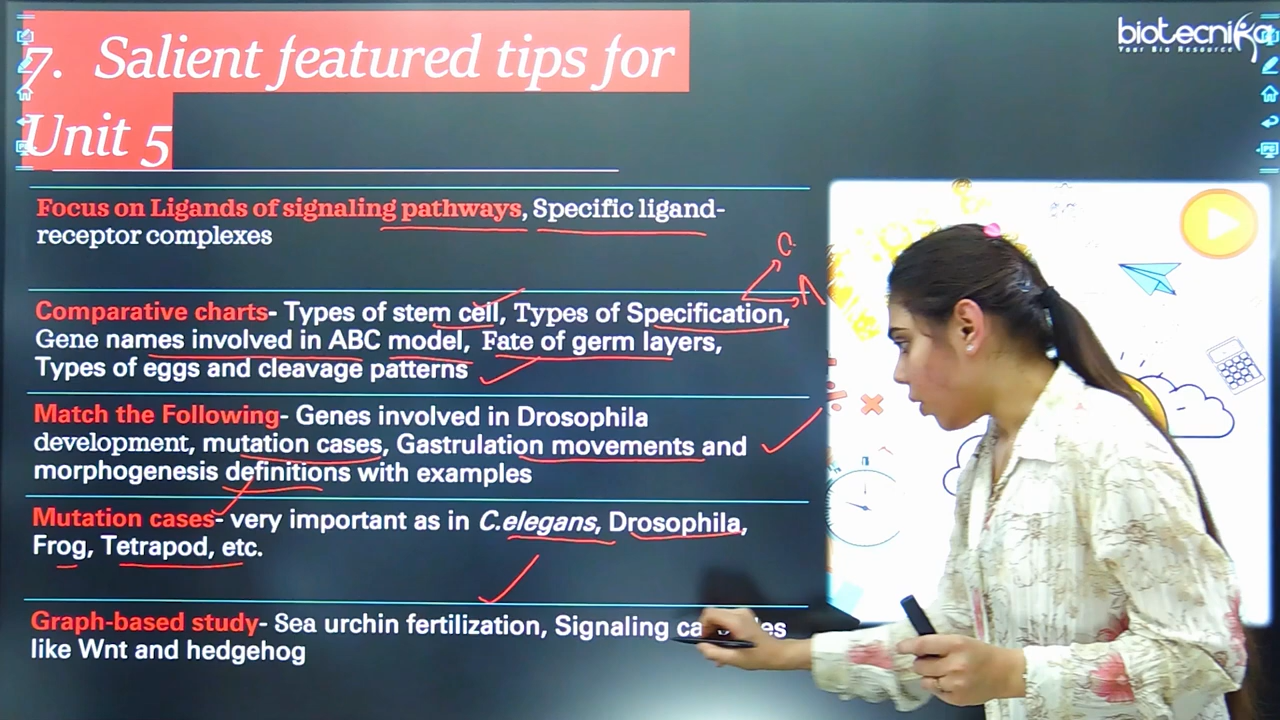 7. Salient featured tips for
Unit 5
biotecnika
Your Bio Resource
Focus on Ligands of signaling pathways, Specific ligand-
receptor complexes
Comparative charts- Types of stem cell, Types of Specification,
Gene names involved in ABC model, Fate of germ layers,
Types of eggs and cleavage patterns
Match the Following- Genes involved in Drosophila
development, mutation cases, Gastrulation movements and
morphogenesis definitions with examples
Mutation cases- very important as in C.elegans, Drosophila,
Frog, Tetrapod, etc.
Graph-based study- Sea urchin fertilization, Signaling
like Wnt and hedgehog